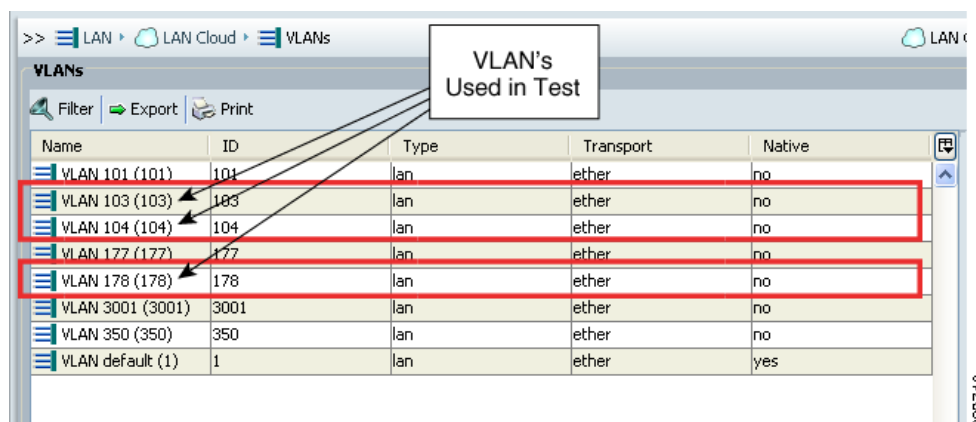 >> LAN LAN Cloud VLANs LAN
VLAN's
Used in Test
VLANs
Filter Export Print
Name ID Type Transport Native
VLAN 101 (101) 101 lan ether no
VLAN 103 (103) 103 lan ether no
VLAN 104 (104) 104 lan ether no
VLAN 177 (177) 177 lan ether no
VLAN 178 (178) 178 lan ether no
VLAN 3001 (3001) 3001 lan ether no
VLAN 350 (350) 350 lan ether no
VLAN default (1) 1 lan ether yes